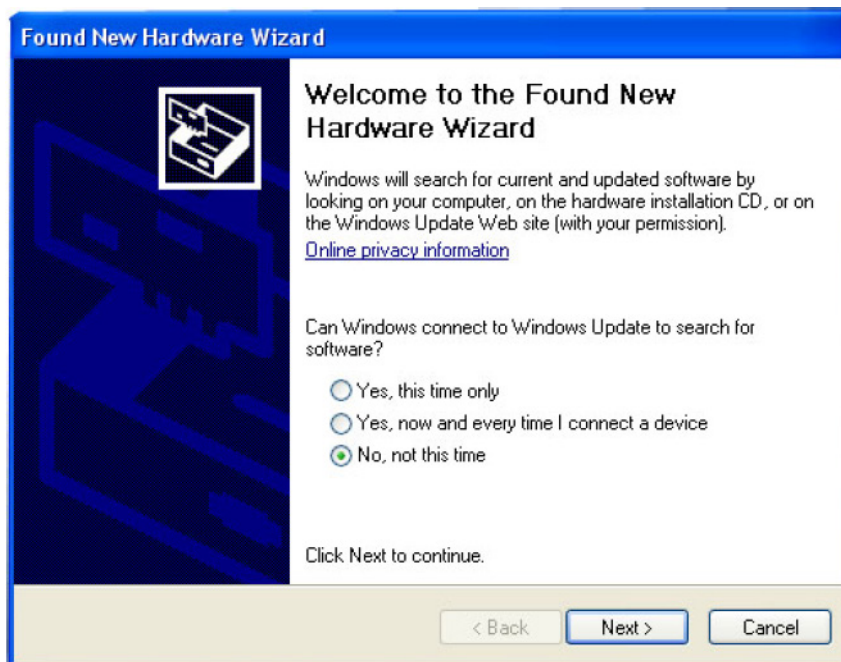 Found New Hardware Wizard
Welcome to the Found New
Hardware Wizard
Windows will search for current and updated software by
looking on your computer, on the hardware installation CD, or on
the Windows Update Web site (with your permission).
Online privacy information
Can Windows connect to Windows Update to search for
software?
Yes, this time only
Yes, now and every time I connect a device
No, not this time
Click Next to continue.
< Back
Next >
Cancel